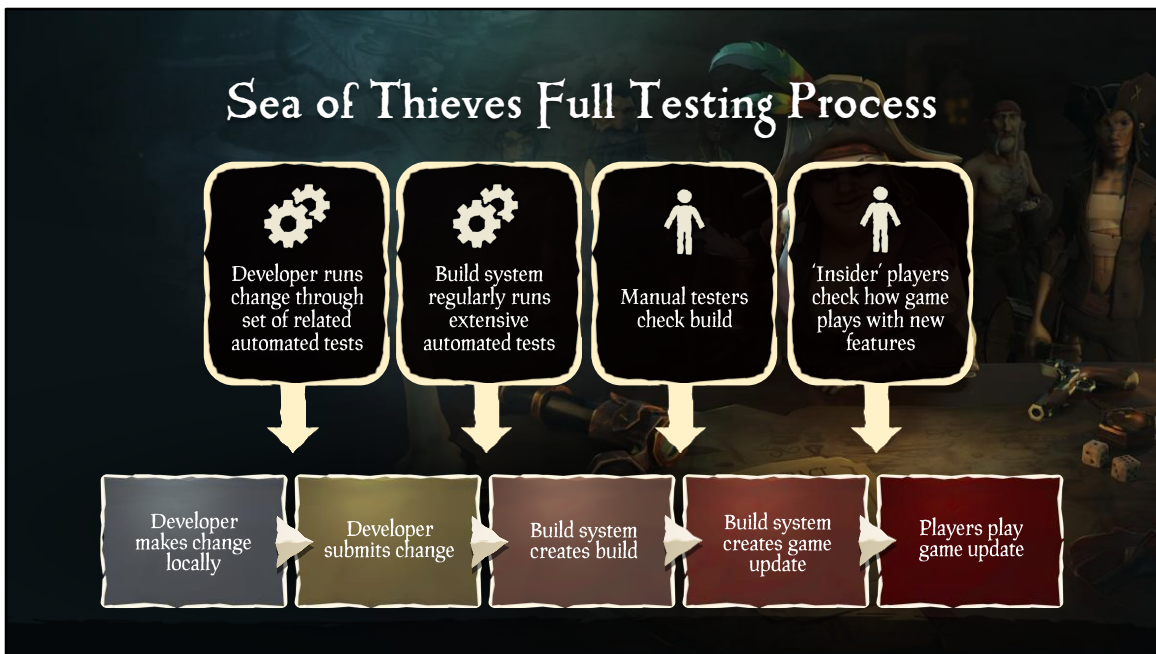 Sea of Thieves Full Testing Process
Developer runs
change through
set of related
automated tests
Build system
regularly runs
extensive
automated tests
Manual testers
check build
‘Insider’ players
check how game
plays with new
features
Developer
makes change
locally
Developer
submits change
Build system
creates build
Build system
creates game
update
Players play
game update